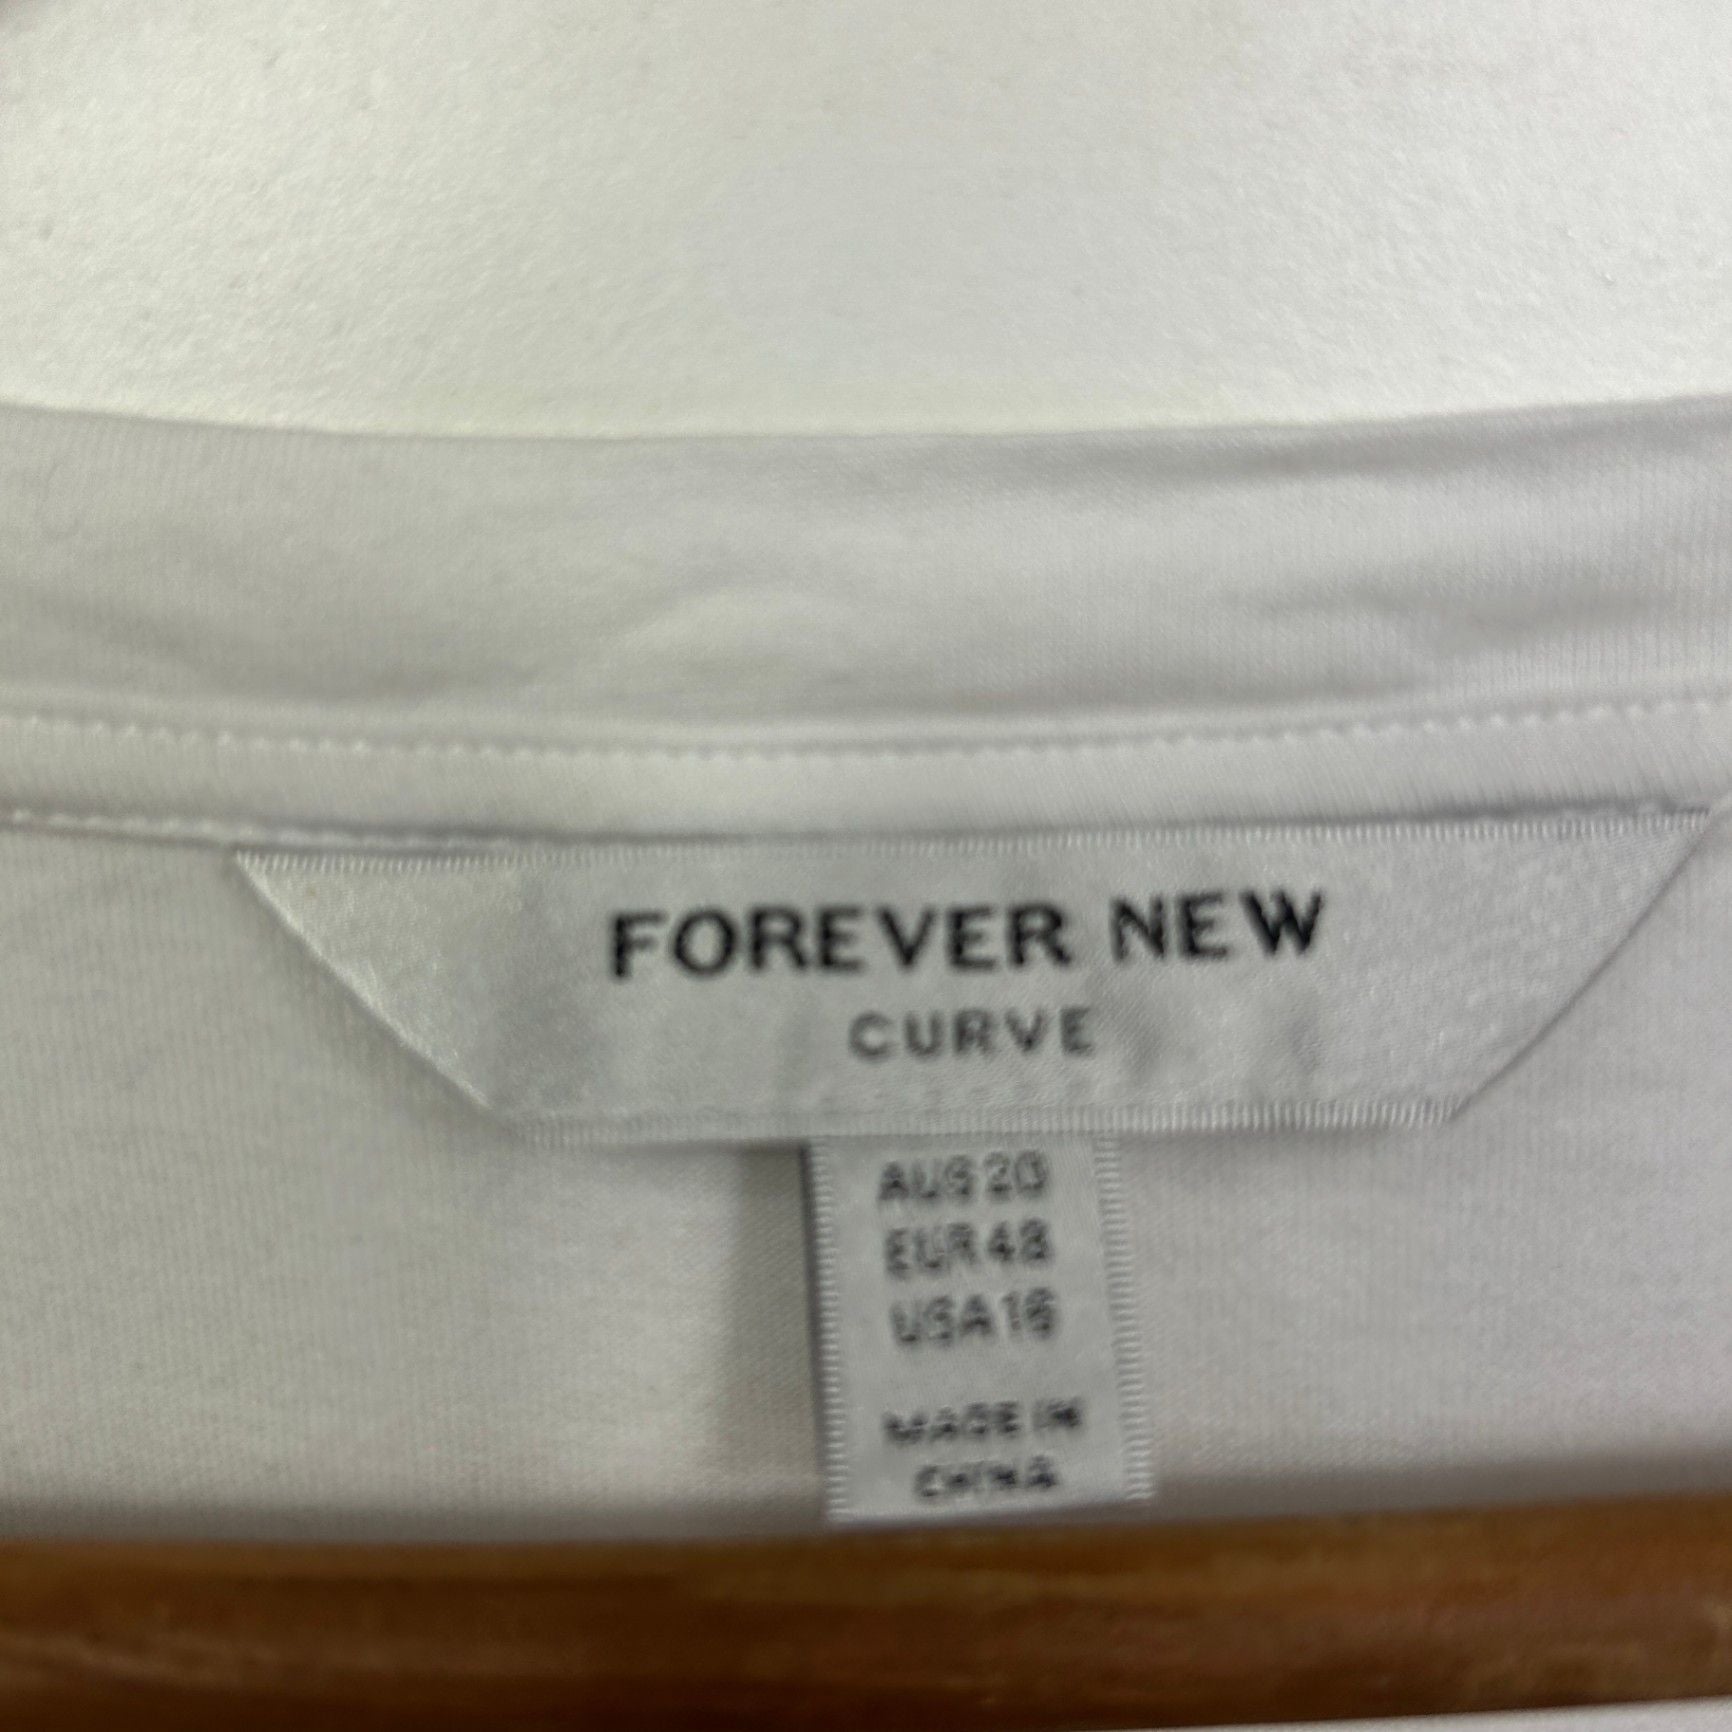 FOREVER NEW
CURVE
AUS 20
EUR 48
USA 16
MADE IN
CHINA